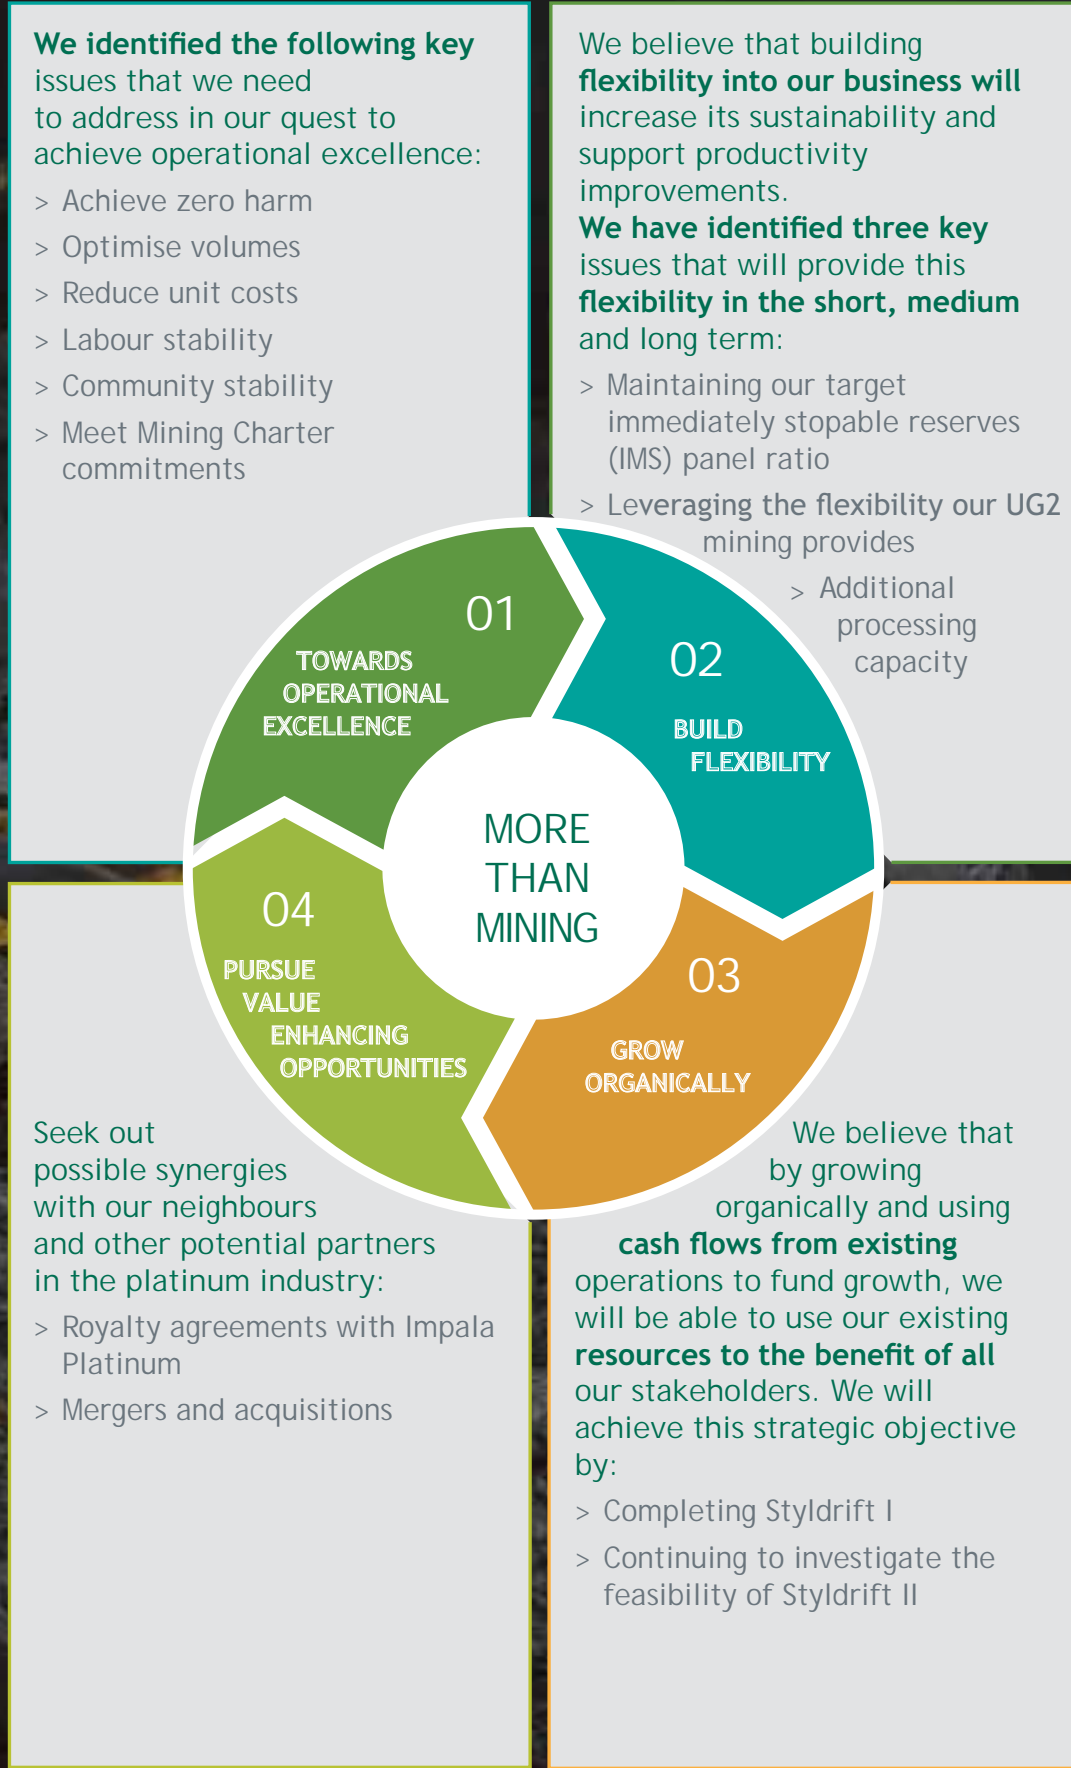 We identified the following key
issues that we need
to address in our quest to
achieve operational excellence:
> Achieve zero harm
> Optimise volumes
> Reduce unit costs
> Labour stability
> Community stability
> Meet Mining Charter
commitments
We believe that building
flexibility into our business will
increase its sustainability and
support productivity
improvements.
We have identified three key
issues that will provide this
flexibility in the short, medium
and long term:
> Maintaining our target
immediately stopable reserves
(IMS) panel ratio
> Leveraging the flexibility our UG2
mining provides
> Additional
processing
capacity
01
TOWARDS
OPERATIONAL
EXCELLENCE
02
BUILD
FLEXIBILITY
MORE
THAN
MINING
04
PURSUE
VALUE
ENHANCING
OPPORTUNITIES
03
GROW
ORGANICALLY
Seek out
possible synergies
with our neighbours
and other potential partners
in the platinum industry:
> Royalty agreements with Impala
Platinum
> Mergers and acquisitions
We believe that
by growing
organically and using
cash flows from existing
operations to fund growth, we
will be able to use our existing
resources to the benefit of all
our stakeholders. We will
achieve this strategic objective
by:
> Completing Styldrift I
> Continuing to investigate the
feasibility of Styldrift II